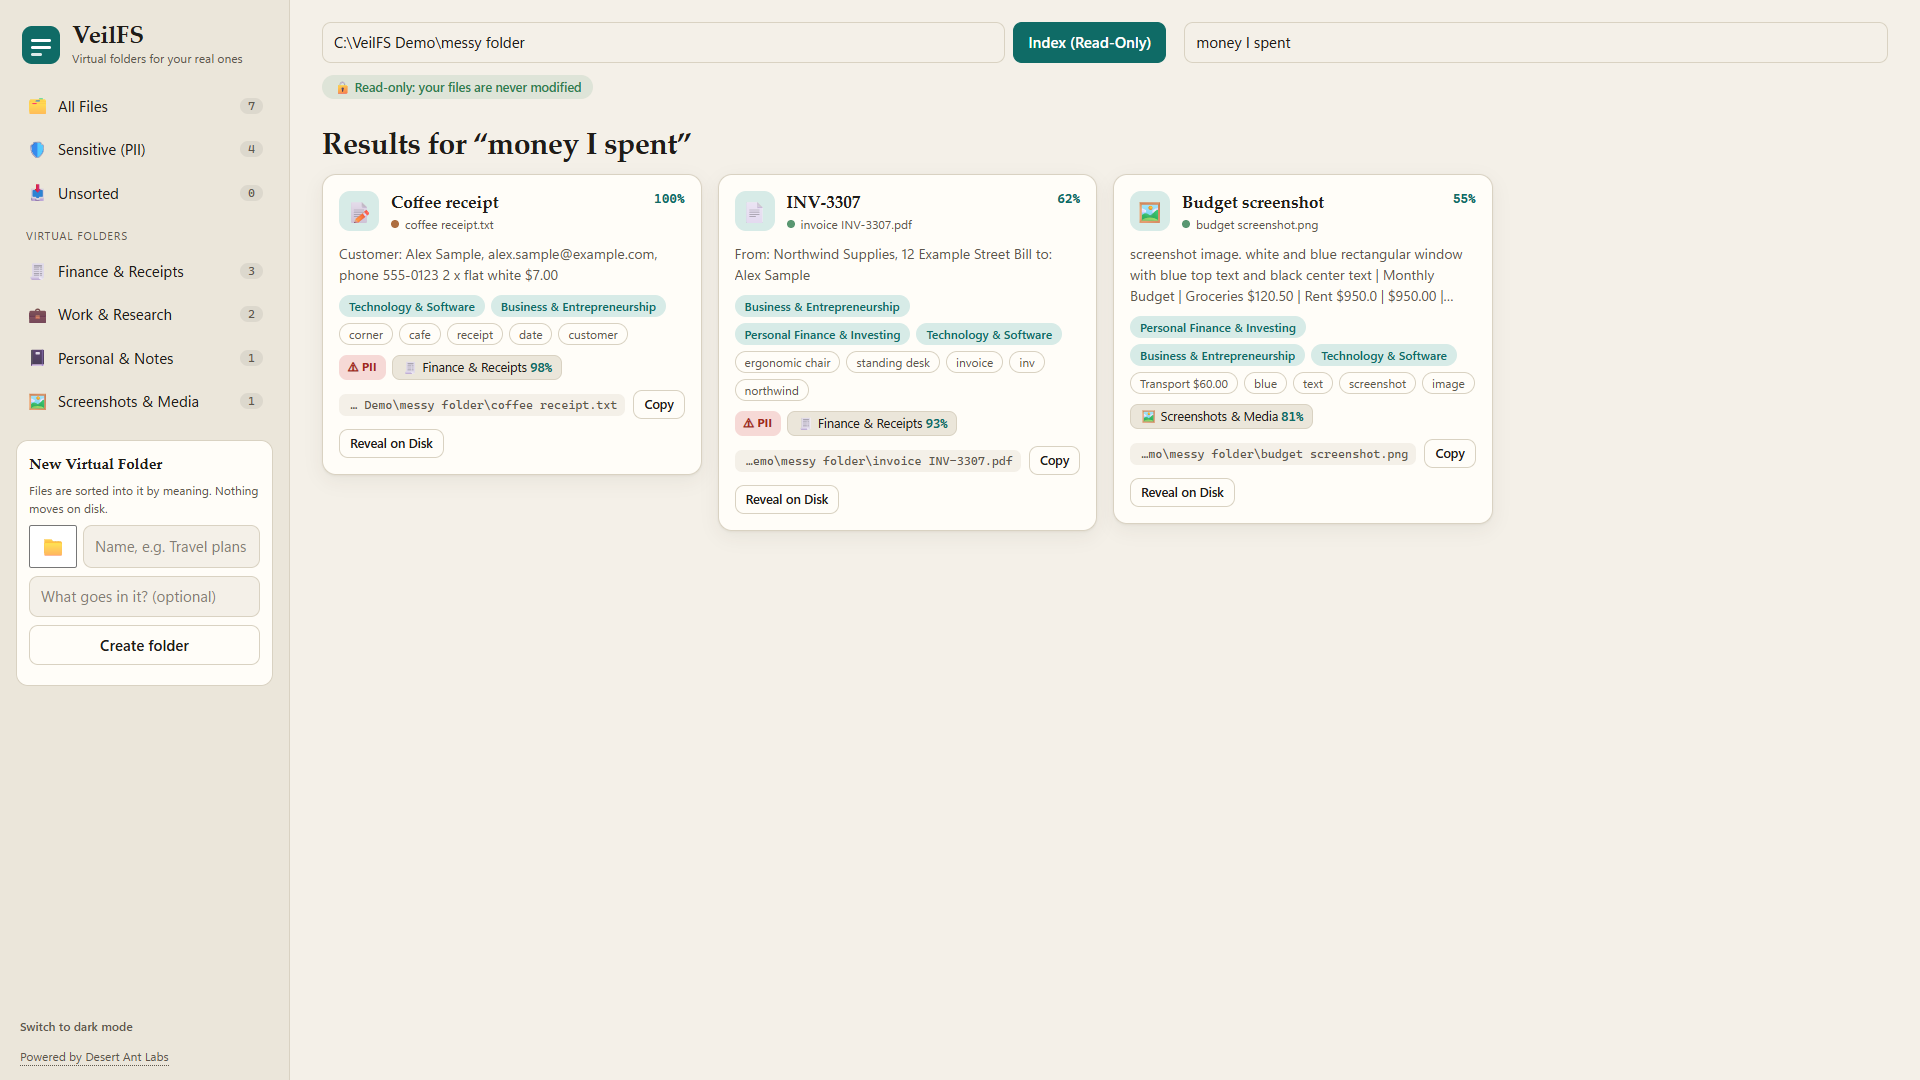 VeilFS
Virtual folders for your real ones
All Files 7
Sensitive (PII) 4
Unsorted 0
VIRTUAL FOLDERS
Finance & Receipts 3
Work & Research 2
Personal & Notes 1
Screenshots & Media 1
New Virtual Folder
Files are sorted into it by meaning. Nothing
moves on disk.
Name, e.g. Travel plans
What goes in it? (optional)
Create folder
Switch to dark mode
Powered by Desert Ant Labs
C:\VeilFS Demo\messy folder
Index (Read-Only)
money I spent
Read-only: your files are never modified
Results for “money I spent”
Coffee receipt 100%
coffee receipt.txt
Customer: Alex Sample, alex.sample@example.com,
phone 555-0123 2 x flat white $7.00
Technology & Software Business & Entrepreneurship
corner cafe receipt date customer
PII Finance & Receipts 98%
… Demo\messy folder\coffee receipt.txt Copy
Reveal on Disk
INV-3307 62%
invoice INV-3307.pdf
From: Northwind Supplies, 12 Example Street Bill to:
Alex Sample
Business & Entrepreneurship
Personal Finance & Investing Technology & Software
ergonomic chair standing desk invoice inv
northwind
PII Finance & Receipts 93%
…emo\messy folder\invoice INV-3307.pdf Copy
Reveal on Disk
Budget screenshot 55%
budget screenshot.png
screenshot image. white and blue rectangular window
with blue top text and black center text | Monthly
Budget | Groceries $120.50 | Rent $950.0 | $950.00 |…
Personal Finance & Investing
Business & Entrepreneurship Technology & Software
Transport $60.00 blue text screenshot image
Screenshots & Media 81%
…mo\messy folder\budget screenshot.png Copy
Reveal on Disk